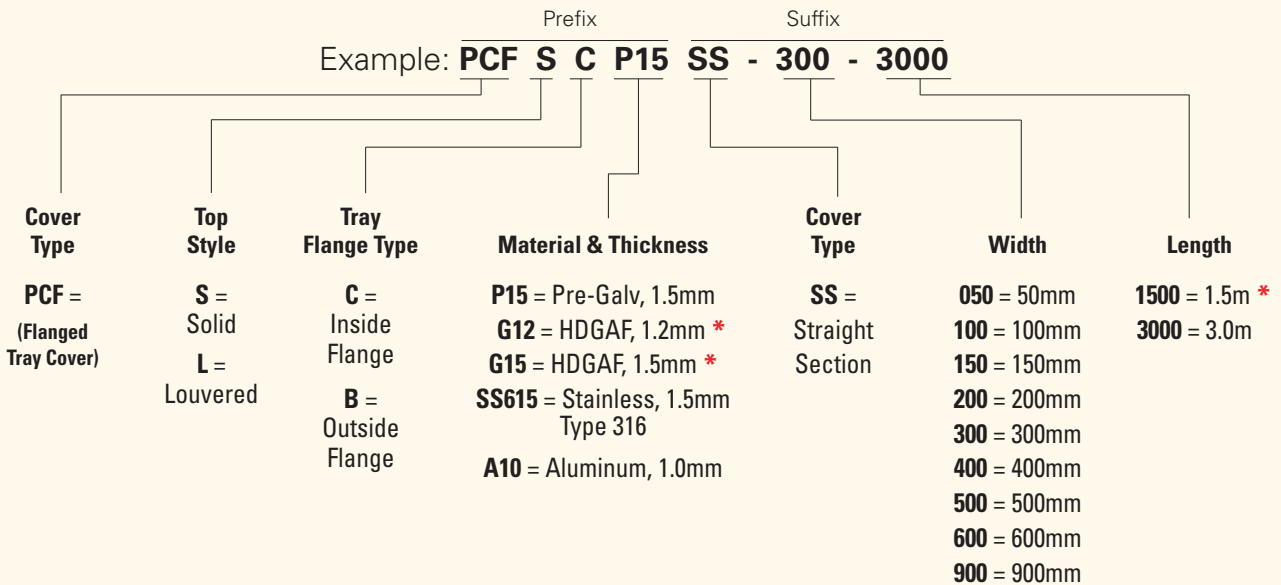 Prefix Suffix
Example: PCF S C P15 SS - 300 - 3000
Cover
Type
PCF =
(Flanged
Tray Cover)
Top
Style
S =
Solid
L =
Louvered
Tray
Flange Type
C =
Inside
Flange
B =
Outside
Flange
Material & Thickness
P15 = Pre-Galv, 1.5mm
G12 = HDGAF, 1.2mm *
G15 = HDGAF, 1.5mm *
SS615 = Stainless, 1.5mm
Type 316
A10 = Aluminum, 1.0mm
Cover
Type
SS =
Straight
Section
Width
050 = 50mm
100 = 100mm
150 = 150mm
200 = 200mm
300 = 300mm
400 = 400mm
500 = 500mm
600 = 600mm
900 = 900mm
Length
1500 = 1.5m *
3000 = 3.0m